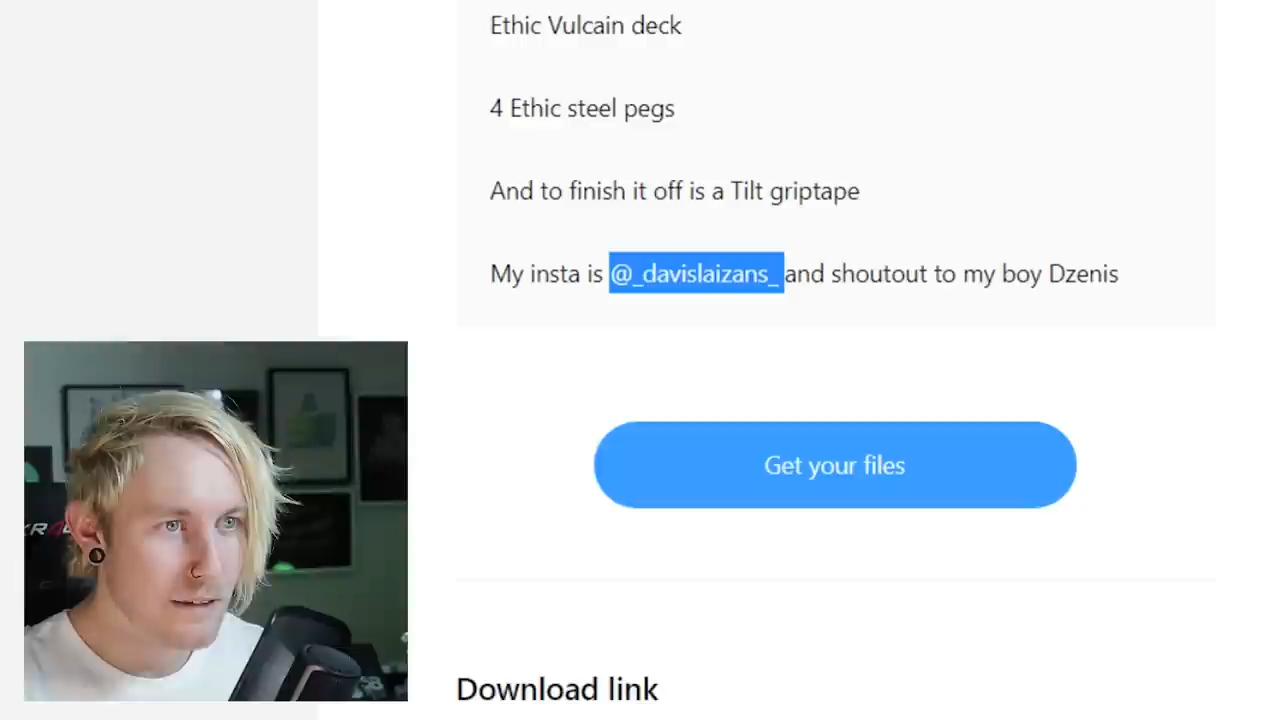 Ethic Vulcain deck
4 Ethic steel pegs
And to finish it off is a Tilt griptape
My insta is @_davislaizans_ and shoutout to my boy Dzenis
Get your files
Download link